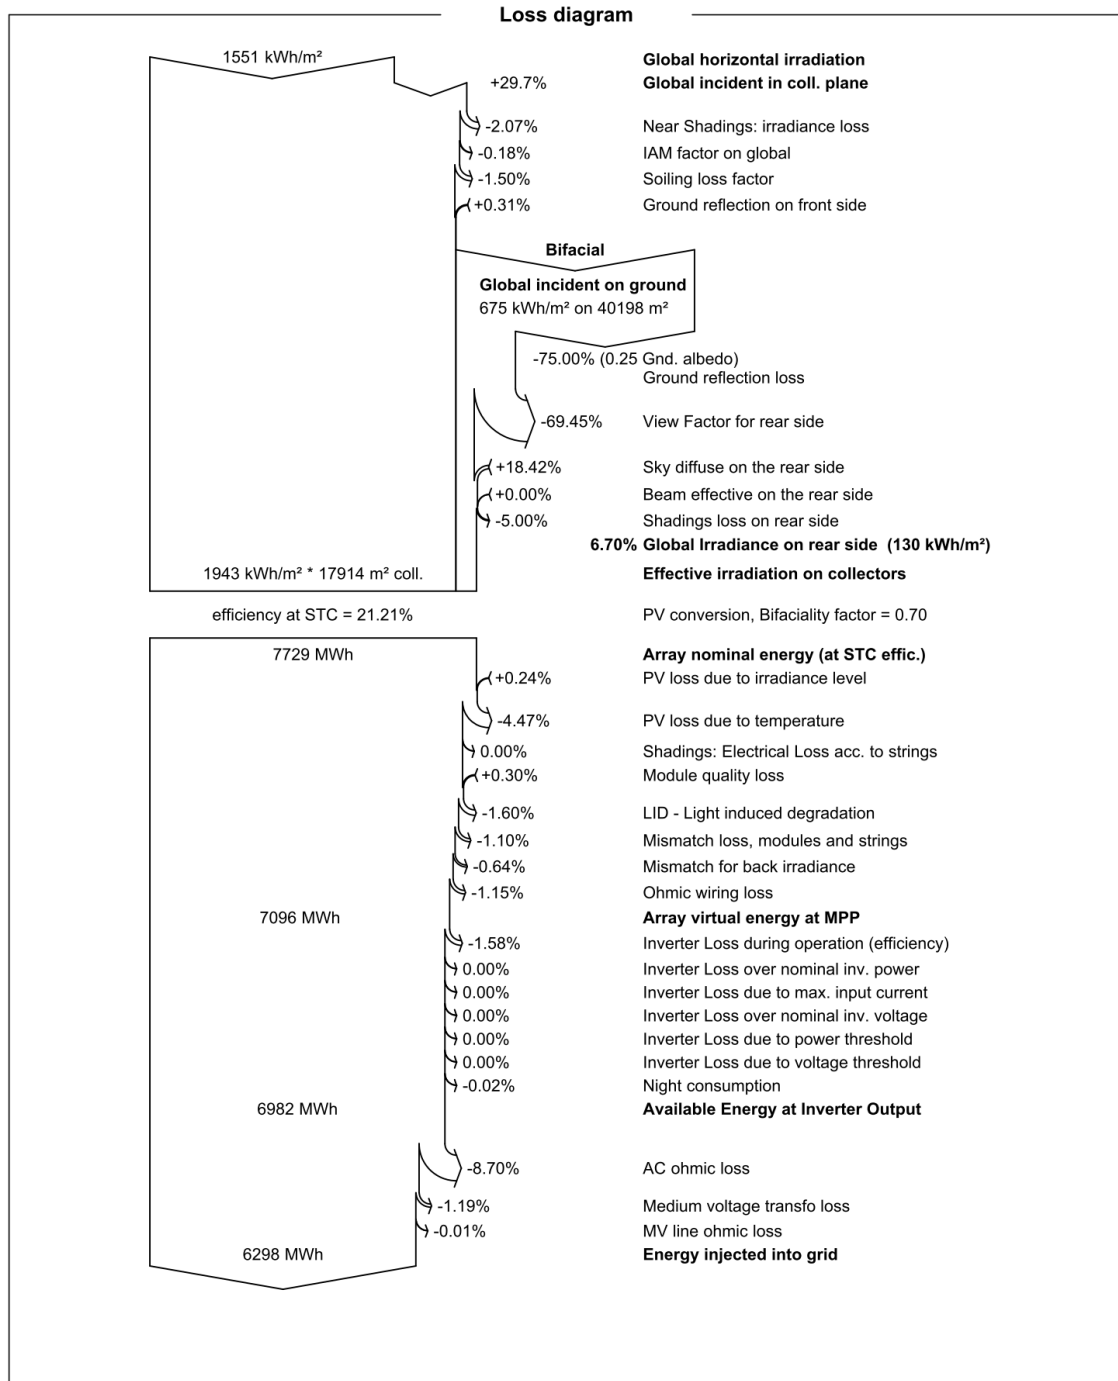 Loss diagram
1551 kWh/m² Global horizontal irradiation
+29.7% Global incident in coll. plane
-2.07% Near Shadings: irradiance loss
-0.18% IAM factor on global
-1.50% Soiling loss factor
+0.31% Ground reflection on front side
Bifacial
Global incident on ground
675 kWh/m² on 40198 m²
-75.00% (0.25 Gnd. albedo)
Ground reflection loss
-69.45% View Factor for rear side
+18.42% Sky diffuse on the rear side
+0.00% Beam effective on the rear side
-5.00% Shadings loss on rear side
6.70% Global Irradiance on rear side (130 kWh/m²)
1943 kWh/m² * 17914 m² coll. Effective irradiation on collectors
efficiency at STC = 21.21% PV conversion, Bifaciality factor = 0.70
7729 MWh Array nominal energy (at STC effic.)
+0.24% PV loss due to irradiance level
-4.47% PV loss due to temperature
0.00% Shadings: Electrical Loss acc. to strings
+0.30% Module quality loss
-1.60% LID - Light induced degradation
-1.10% Mismatch loss, modules and strings
-0.64% Mismatch for back irradiance
-1.15% Ohmic wiring loss
7096 MWh Array virtual energy at MPP
-1.58% Inverter Loss during operation (efficiency)
0.00% Inverter Loss over nominal inv. power
0.00% Inverter Loss due to max. input current
0.00% Inverter Loss over nominal inv. voltage
0.00% Inverter Loss due to power threshold
0.00% Inverter Loss due to voltage threshold
-0.02% Night consumption
6982 MWh Available Energy at Inverter Output
-8.70% AC ohmic loss
-1.19% Medium voltage transfo loss
-0.01% MV line ohmic loss
6298 MWh Energy injected into grid